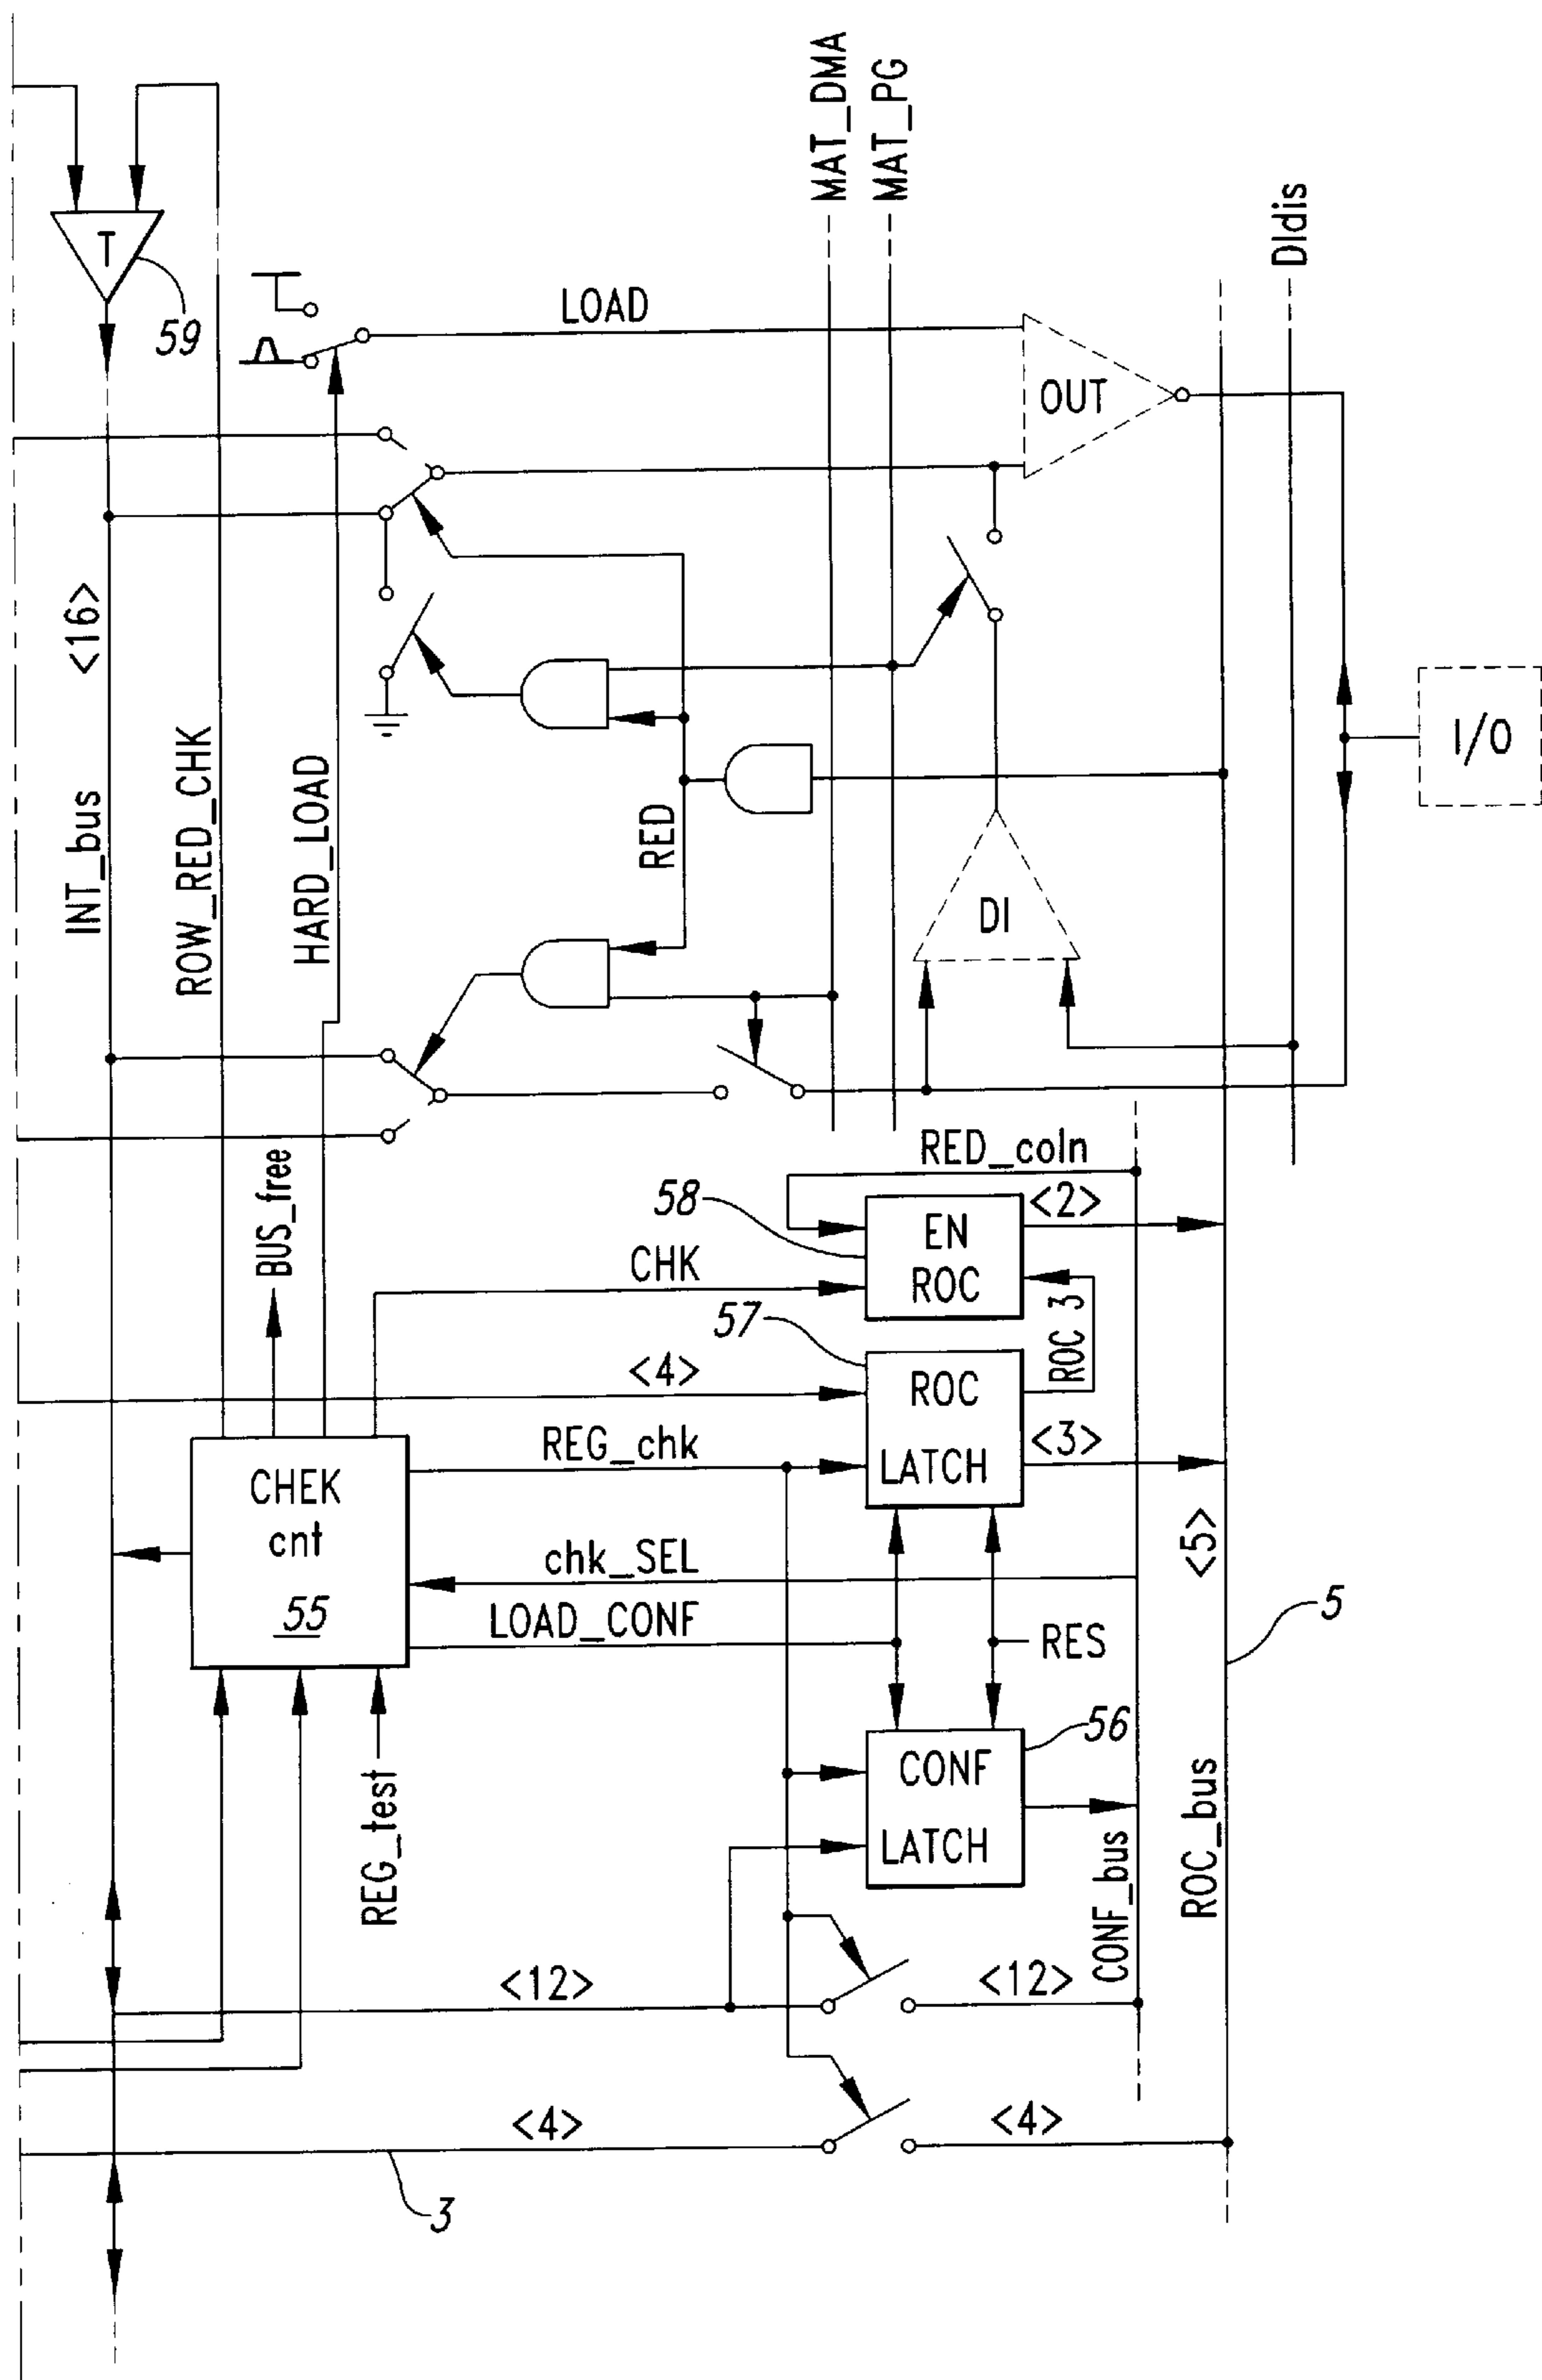 MAT_DMA
MAT_PG
T
59
DIdis
LOAD
OUT
INT_bus
<16>
ROW_RED_CHK
HARD_LOAD
RED
I/O
DI
BUS_free
RED_coln
58
<2>
EN
ROC
CHK
57
ROC 3
<4>
ROC
LATCH
REG_chk
<3>
CHEK
cnt
55
chk_SEL
<5>
LOAD_CONF
5
RES
56
CONF
LATCH
REG_test
CONF_bus
ROC_bus
<12>
<12>
<4>
<4>
3